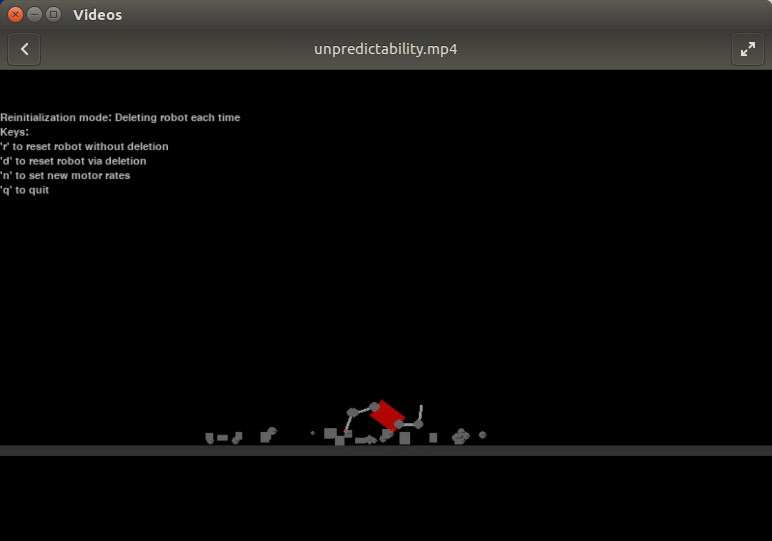 Videos
unpredictability.mp4
Reinitialization mode: Deleting robot each time
Keys:
'r' to reset robot without deletion
'd' to reset robot via deletion
'n' to set new motor rates
'q' to quit